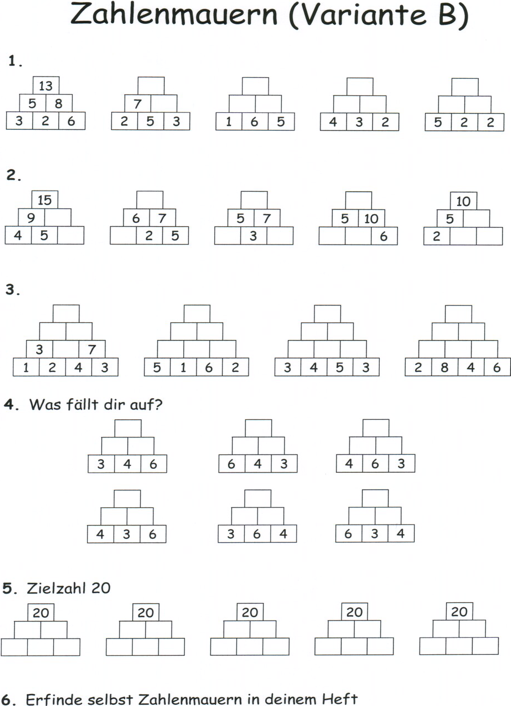 Zahlenmauern (Variante B)
1.
13
5 8 7
3 2 6 2 5 3 1 6 5 4 3 2 5 2 2
2.
15 10
9 6 7 5 7 5 10 5
4 5 2 5 3 6 2
3.
3 7
1 2 4 3 5 1 6 2 3 4 5 3 2 8 4 6
4. Was fällt dir auf?
3 4 6 6 4 3 4 6 3
4 3 6 3 6 4 6 3 4
5. Zielzahl 20
20 20 20 20 20
6. Erfinde selbst Zahlenmauern in deinem Heft